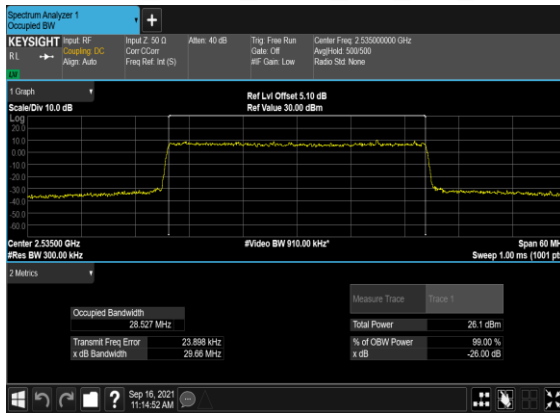 Spectrum Analyzer 1
Occupied BW
+
KEYSIGHT
RL
Input: RF
Coupling: DC
Align: Auto
Input Z: 50 Ω
Corr CCorr
Freq Ref: Int (S)
Atten: 40 dB
Trig: Free Run
Gate: Off
#IF Gain: Low
Center Freq: 2.535000000 GHz
Avg|Hold: 500/500
Radio Std: None
1 Graph
Scale/Div 10.0 dB
Ref Lvl Offset 5.10 dB
Ref Value 30.00 dBm
Log
20.0
10.0
0.00
-10.0
-20.0
-30.0
-40.0
-50.0
-60.0
Center 2.53500 GHz
#Res BW 300.00 kHz
#Video BW 910.00 kHz*
Span 60 MH
Sweep 1.00 ms (1001 pt
2 Metrics
Measure Trace
Trace 1
Occupied Bandwidth
28.527 MHz
Total Power
26.1 dBm
Transmit Freq Error
23.898 kHz
% of OBW Power
99.00 %
x dB Bandwidth
29.66 MHz
x dB
-26.00 dB
?
Sep 16, 2021
11:14:52 AM